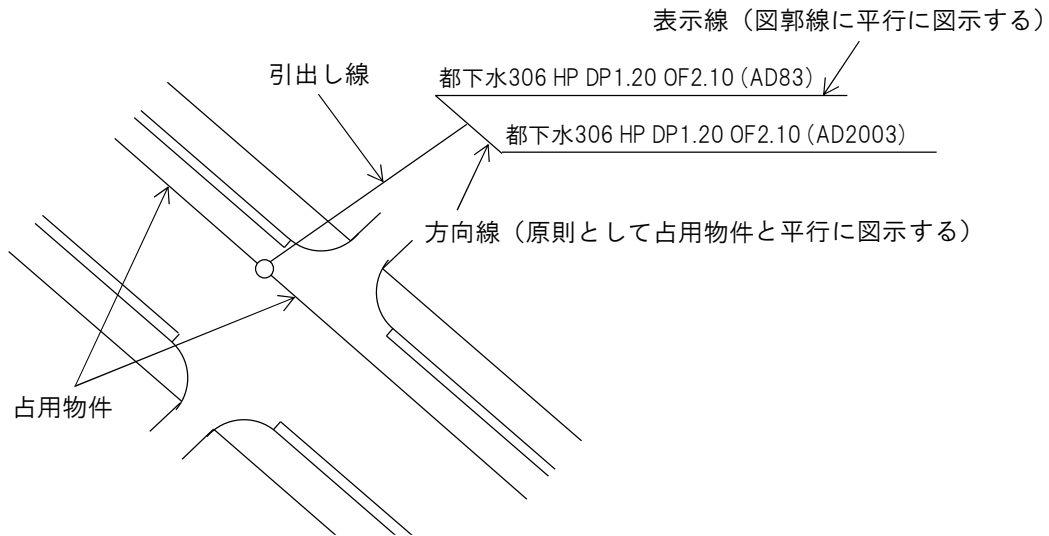 表示線（図郭線に平行に図示する）
引出し線
都下水306 HP DP1.20 OF2.10 (AD83)
都下水306 HP DP1.20 OF2.10 (AD2003)
方向線（原則として占用物件と平行に図示する）
占用物件